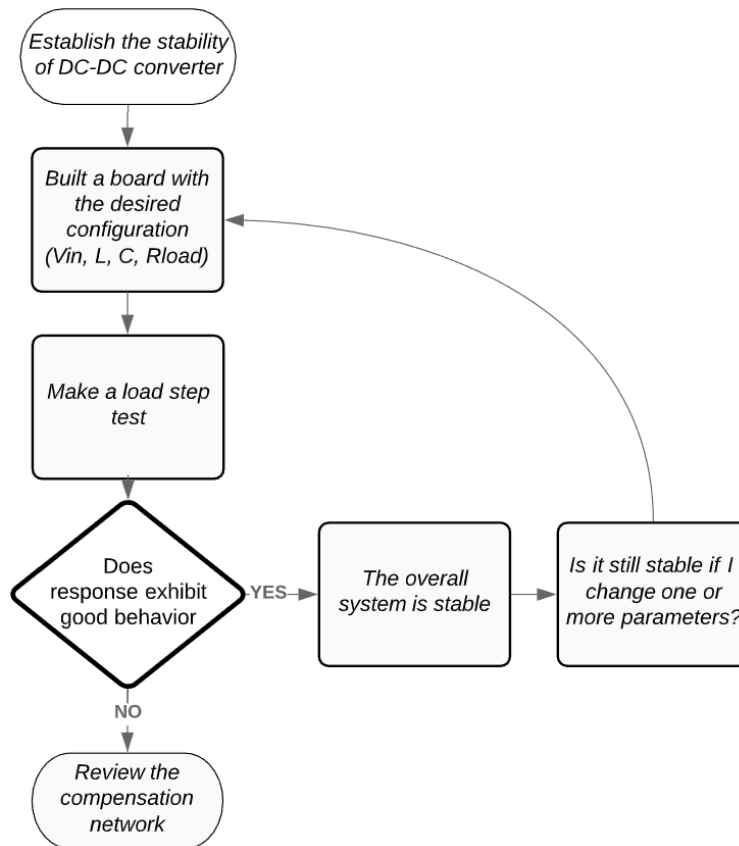 Establish the stability
of DC-DC converter
Built a board with
the desired
configuration
(Vin, L, C, Rload)
Make a load step
test
Does
response exhibit
good behavior
YES
The overall
system is stable
Is it still stable if I
change one or
more parameters?
NO
Review the
compensation
network